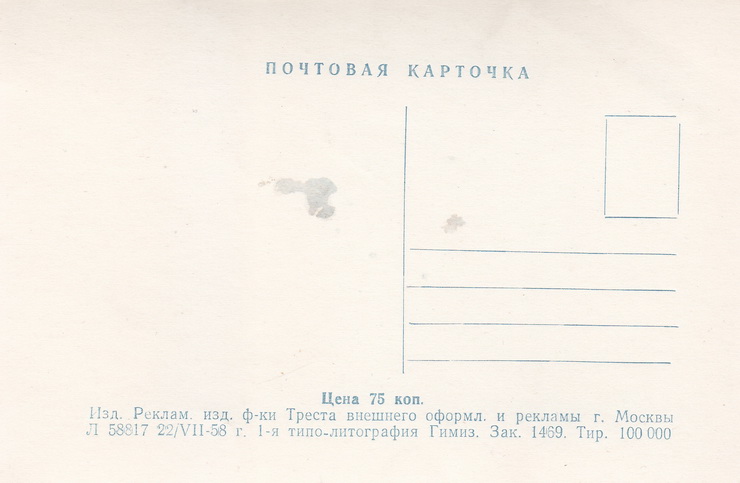 ПОЧТОВАЯ КАРТОЧКА
Цена 75 коп.
Изд. Реклам. изд. ф-ки Треста внешнего оформл. и рекламы г. Москвы
Л 58817 22/VII-58 г. 1-я типо-литография Гимиз. Зак. 1469. Тир. 100 000